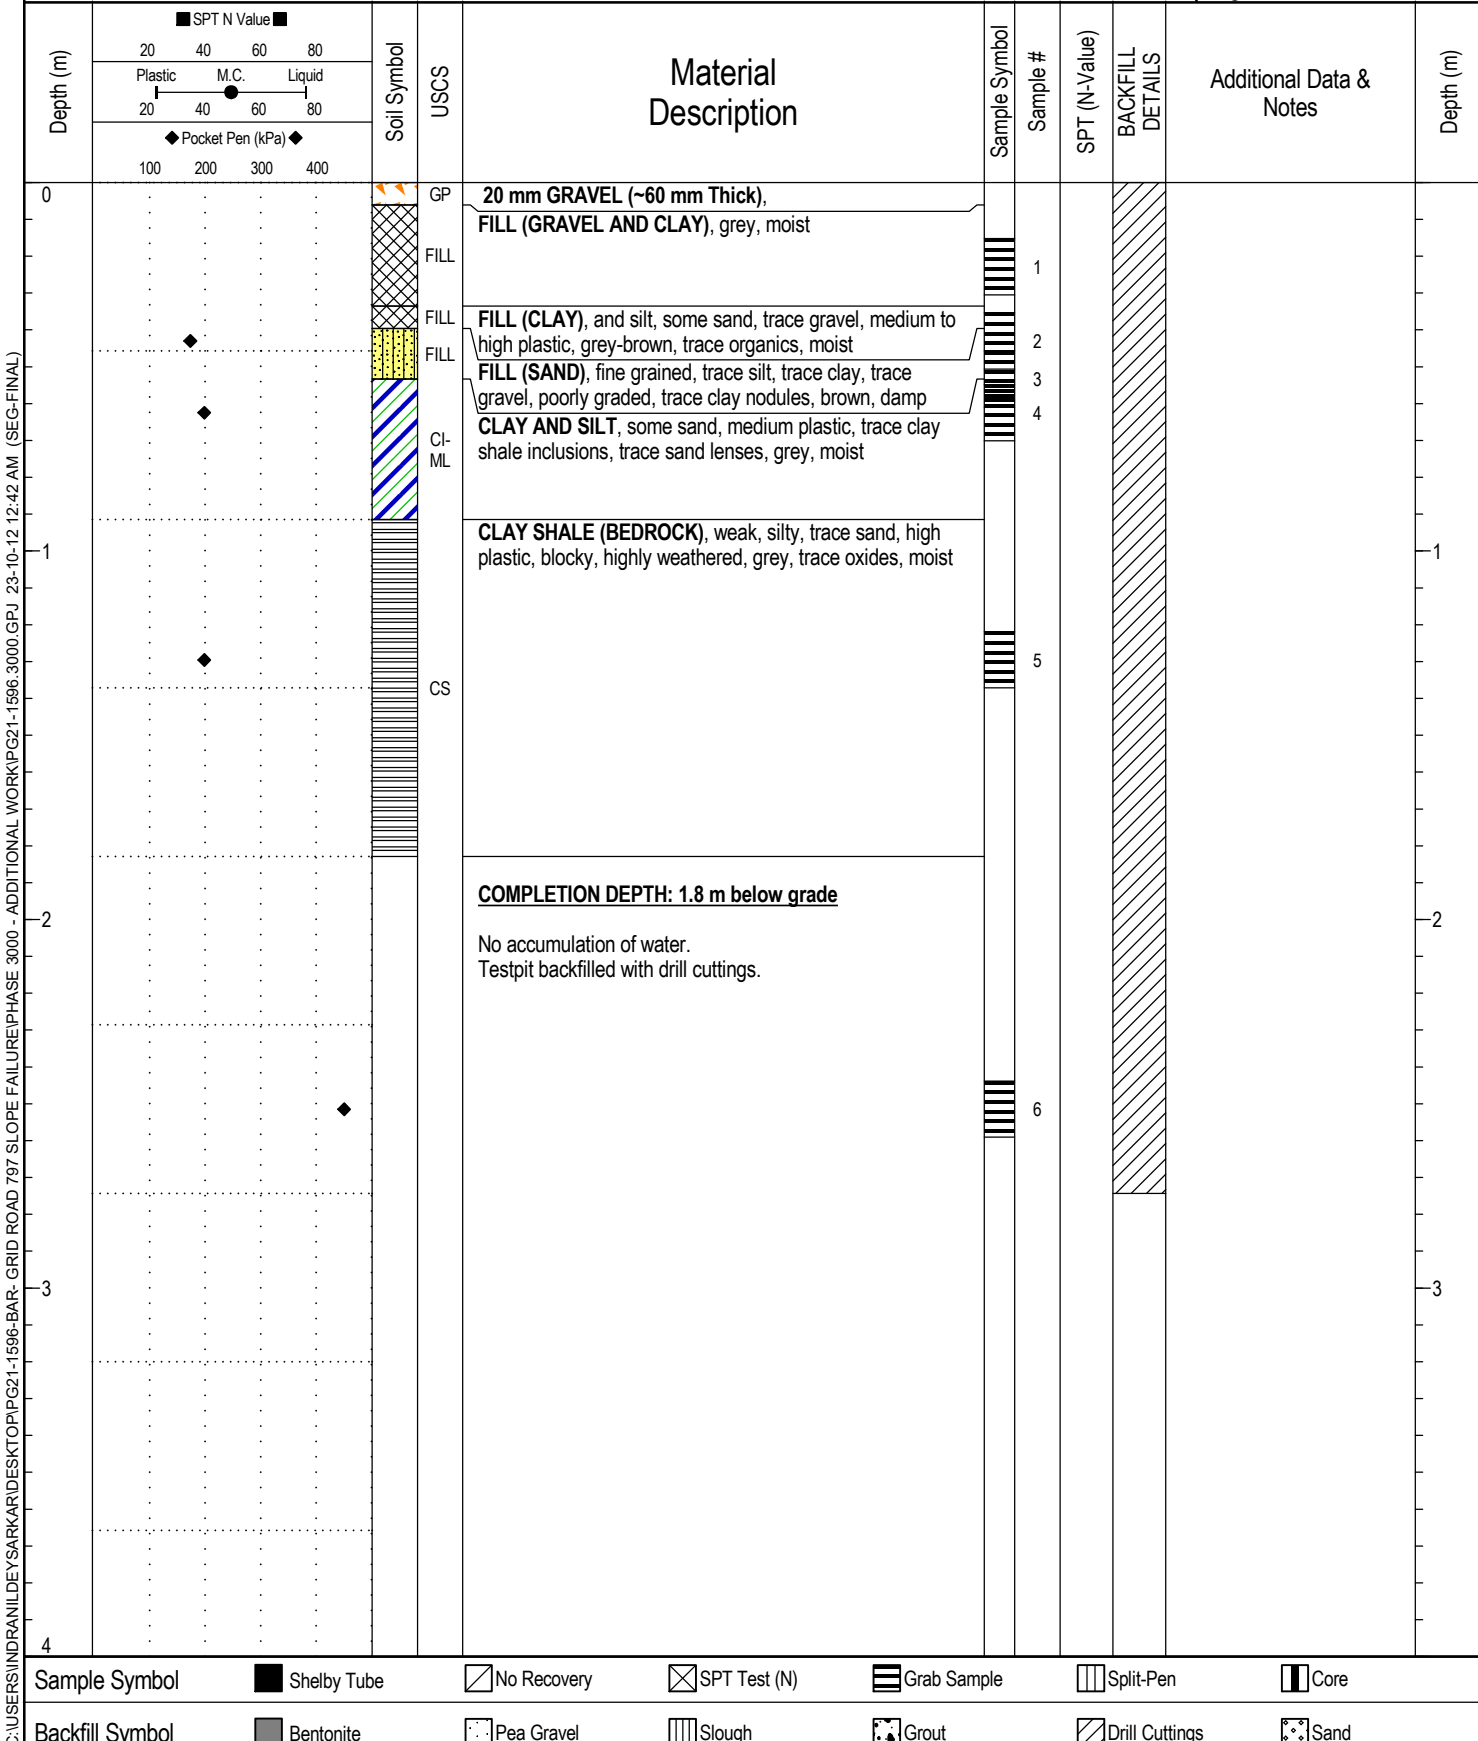 SPT N Value
20 40 60 80
Plastic M.C. Liquid
20 40 60 80
Pocket Pen (kPa)
100 200 300 400
Depth (m)
Soil Symbol
USCS
Material
Description
Sample Symbol
Sample #
SPT (N-Value)
BACKFILL
DETAILS
Additional Data &
Notes
Depth (m)
0
GP
20 mm GRAVEL (~60 mm Thick),
FILL (GRAVEL AND CLAY), grey, moist
FILL
1
FILL
FILL (CLAY), and silt, some sand, trace gravel, medium to
high plastic, grey-brown, trace organics, moist
2
FILL
FILL (SAND), fine grained, trace silt, trace clay, trace
gravel, poorly graded, trace clay nodules, brown, damp
3
4
CI-
ML
CLAY AND SILT, some sand, medium plastic, trace clay
shale inclusions, trace sand lenses, grey, moist
CLAY SHALE (BEDROCK), weak, silty, trace sand, high
plastic, blocky, highly weathered, grey, trace oxides, moist
1
1
5
CS
COMPLETION DEPTH: 1.8 m below grade
2
2
No accumulation of water.
Testpit backfilled with drill cuttings.
6
3
3
4
Sample Symbol Shelby Tube No Recovery SPT Test (N) Grab Sample Split-Pen Core
Backfill Symbol Bentonite Pea Gravel Slough Grout Drill Cuttings Sand
C:\USERS\INDRANILDEYSARKAR\DESKTOP\PG21-1596-BAR- GRID ROAD 797 SLOPE FAILURE\PHASE 3000 - ADDITIONAL WORK\PG21-1596.3000.GPJ 23-10-12 12:42 AM (SEG-FINAL)